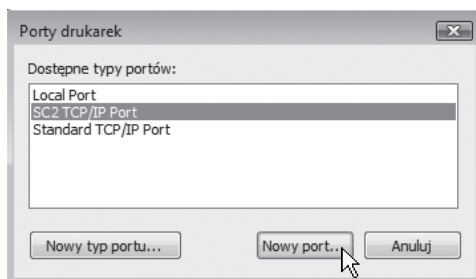 Porty drukarek
Dostępne typy portów:
Local Port
SC2 TCP/IP Port
Standard TCP/IP Port
Nowy typ portu...
Nowy port...
Anuluj